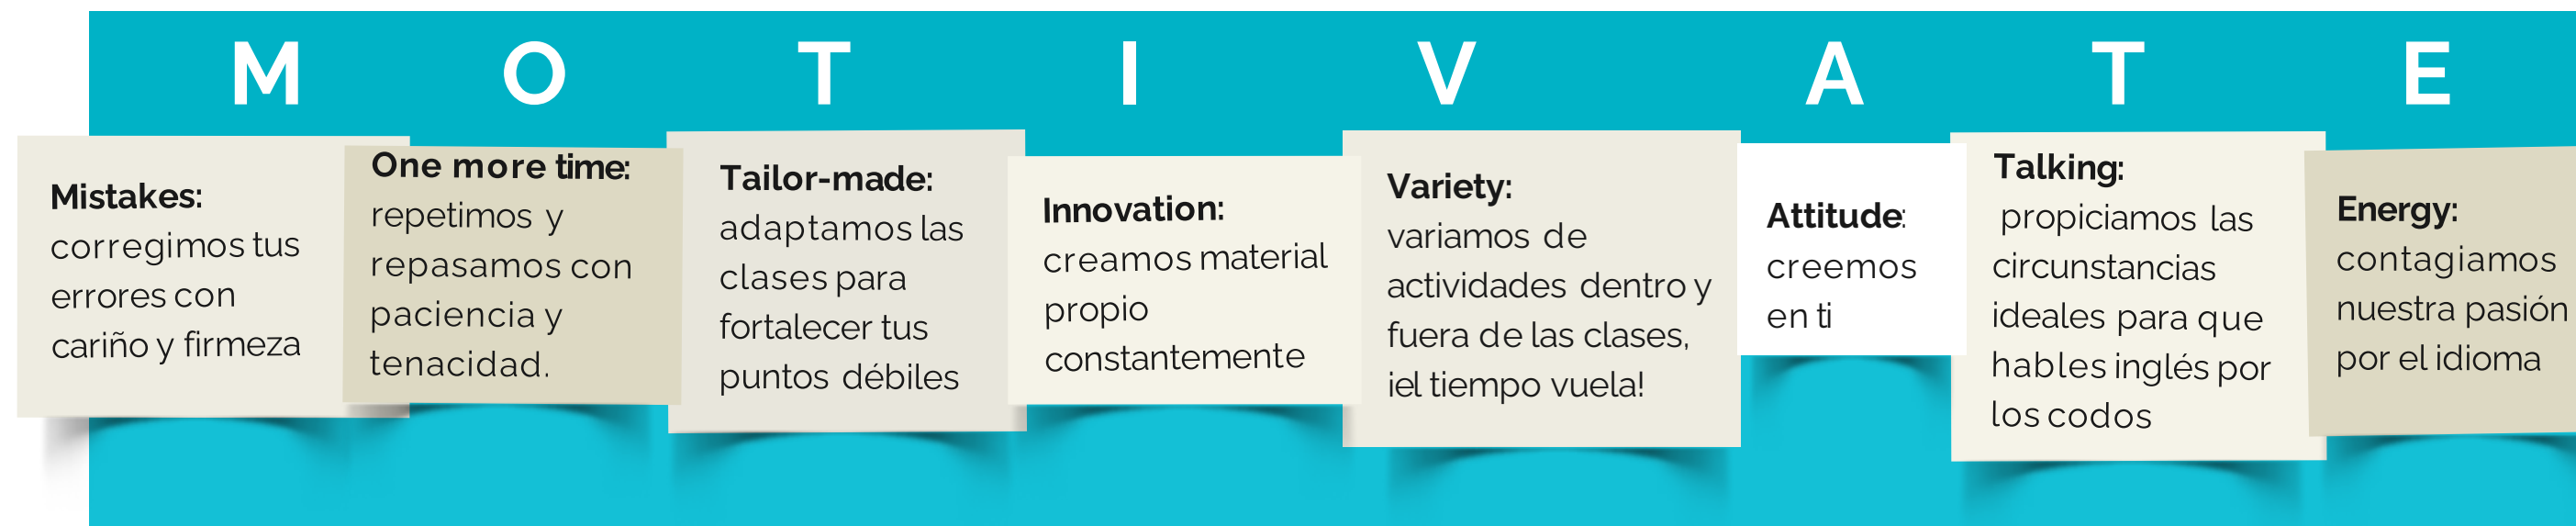 M O T I V A T E
Mistakes:
corregimos tus
errores con
cariño y firmeza
One more time:
repetimos y
repasamos con
paciencia y
tenacidad.
Tailor-made:
adaptamos las
clases para
fortalecer tus
puntos débiles
Innovation:
creamos material
propio
constantemente
Variety:
variamos de
actividades dentro y
fuera de las clases,
¡el tiempo vuela!
Attitude:
creemos
en ti
Talking:
propiciamos las
circunstancias
ideales para que
hables inglés por
los codos
Energy:
contagiamos
nuestra pasión
por el idioma